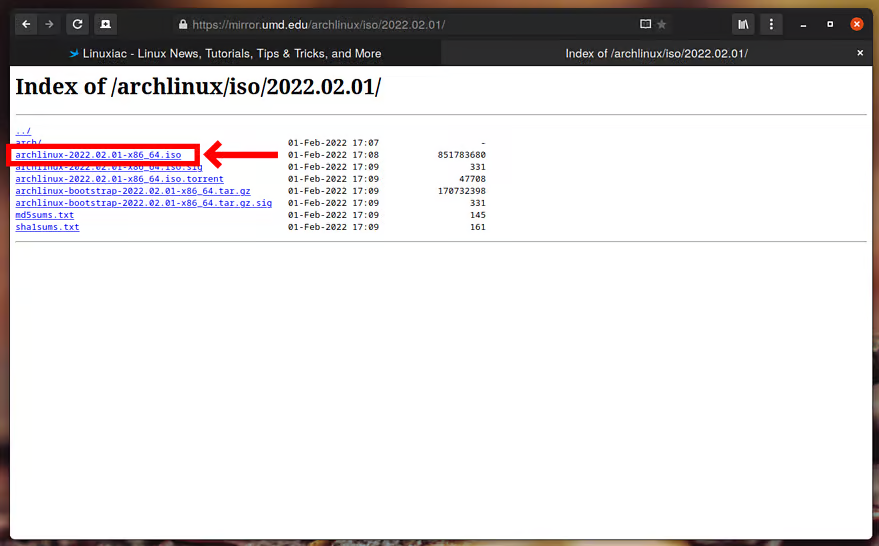 https://mirror.umd.edu/archlinux/iso/2022.02.01/
Linuxiac - Linux News, Tutorials, Tips & Tricks, and More
Index of /archlinux/iso/2022.02.01/
Index of /archlinux/iso/2022.02.01/
../
arch/ 01-Feb-2022 17:07 -
archlinux-2022.02.01-x86_64.iso 01-Feb-2022 17:08 851783680
archlinux-2022.02.01-x86_64.iso.sig 01-Feb-2022 17:09 331
archlinux-2022.02.01-x86_64.iso.torrent 01-Feb-2022 17:09 47708
archlinux-bootstrap-2022.02.01-x86_64.tar.gz 01-Feb-2022 17:09 170732398
archlinux-bootstrap-2022.02.01-x86_64.tar.gz.sig 01-Feb-2022 17:09 331
md5sums.txt 01-Feb-2022 17:09 145
sha1sums.txt 01-Feb-2022 17:09 161